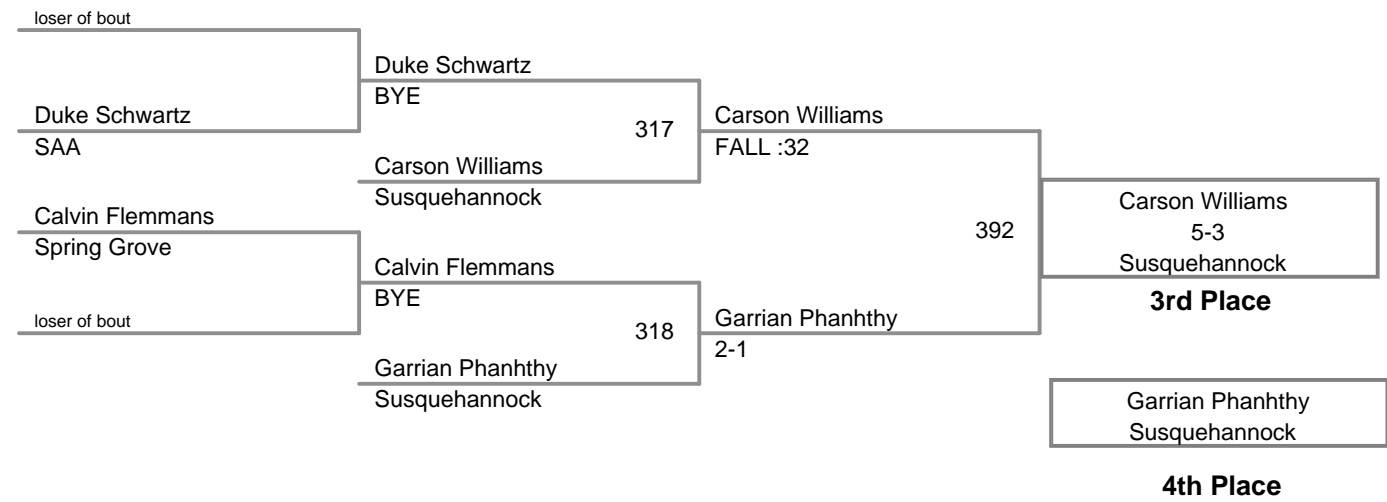 loser of bout
Duke Schwartz
SAA
Calvin Flemmans
Spring Grove
loser of bout
Duke Schwartz
BYE
317
Carson Williams
Susquehannock
Calvin Flemmans
BYE
318
Garrian Phanhthy
Susquehannock
Carson Williams
FALL :32
392
Garrian Phanhthy
2-1
Carson Williams
5-3
Susquehannock
3rd Place
Garrian Phanhthy
Susquehannock
4th Place